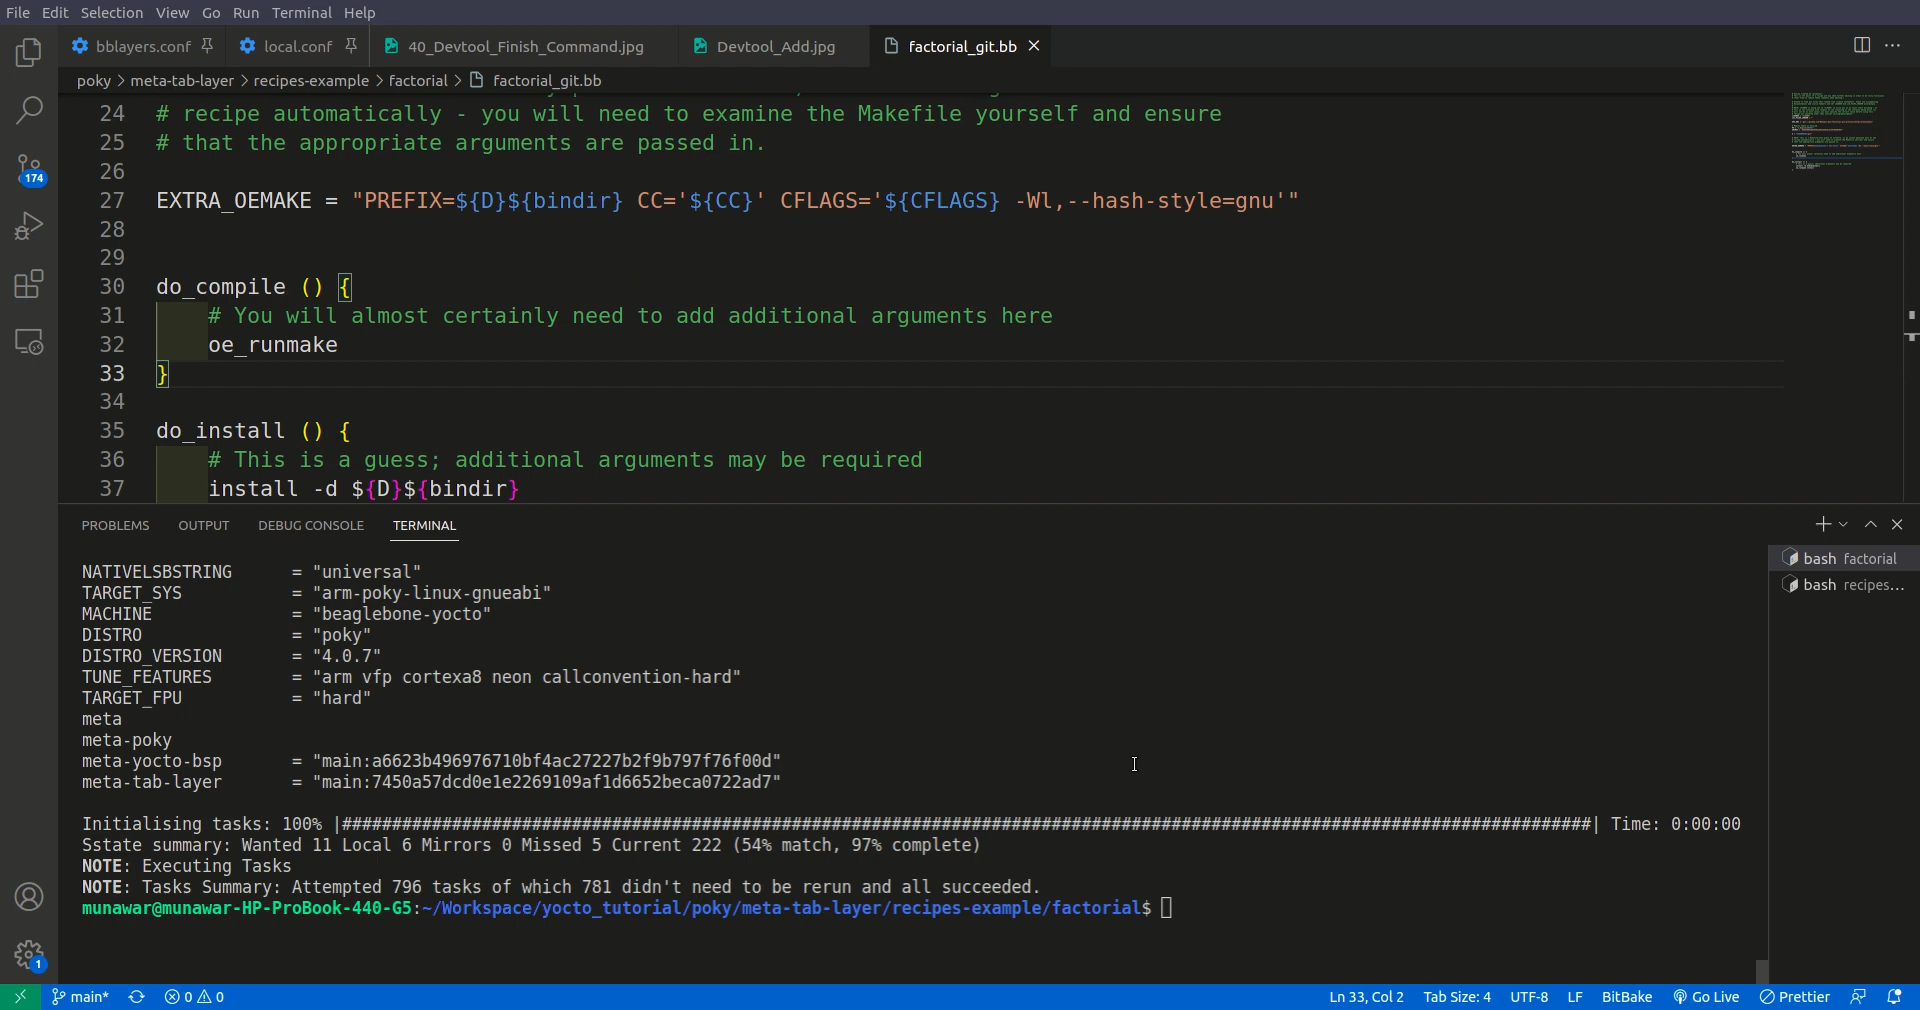 File Edit Selection View Go Run Terminal Help
bblayers.conf local.conf 40_Devtool_Finish_Command.jpg Devtool_Add.jpg factorial_git.bb
poky > meta-tab-layer > recipes-example > factorial > factorial_git.bb
24 # recipe automatically - you will need to examine the Makefile yourself and ensure
25 # that the appropriate arguments are passed in.
26
27 EXTRA_OEMAKE = "PREFIX=${D}${bindir} CC='${CC}' CFLAGS='${CFLAGS} -Wl,--hash-style=gnu'"
28
29
30 do_compile () {
31 # You will almost certainly need to add additional arguments here
32 oe_runmake
33 }
34
35 do_install () {
36 # This is a guess; additional arguments may be required
37 install -d ${D}${bindir}
174
PROBLEMS OUTPUT DEBUG CONSOLE TERMINAL
bash factorial
bash recipes...
NATIVELSBSTRING = "universal"
TARGET_SYS = "arm-poky-linux-gnueabi"
MACHINE = "beaglebone-yocto"
DISTRO = "poky"
DISTRO_VERSION = "4.0.7"
TUNE_FEATURES = "arm vfp cortexa8 neon callconvention-hard"
TARGET_FPU = "hard"
meta
meta-poky
meta-yocto-bsp = "main:a6623b496976710bf4ac27227b2f9b797f76f00d"
meta-tab-layer = "main:7450a57dcd0e1e2269109af1d6652beca0722ad7"
Initialising tasks: 100% |#############################################################################################################################| Time: 0:00:00
Sstate summary: Wanted 11 Local 6 Mirrors 0 Missed 5 Current 222 (54% match, 97% complete)
NOTE: Executing Tasks
NOTE: Tasks Summary: Attempted 796 tasks of which 781 didn't need to be rerun and all succeeded.
munawar@munawar-HP-ProBook-440-G5:~/Workspace/yocto_tutorial/poky/meta-tab-layer/recipes-example/factorial$
1
main* 0 0 Ln 33, Col 2 Tab Size: 4 UTF-8 LF BitBake Go Live Prettier